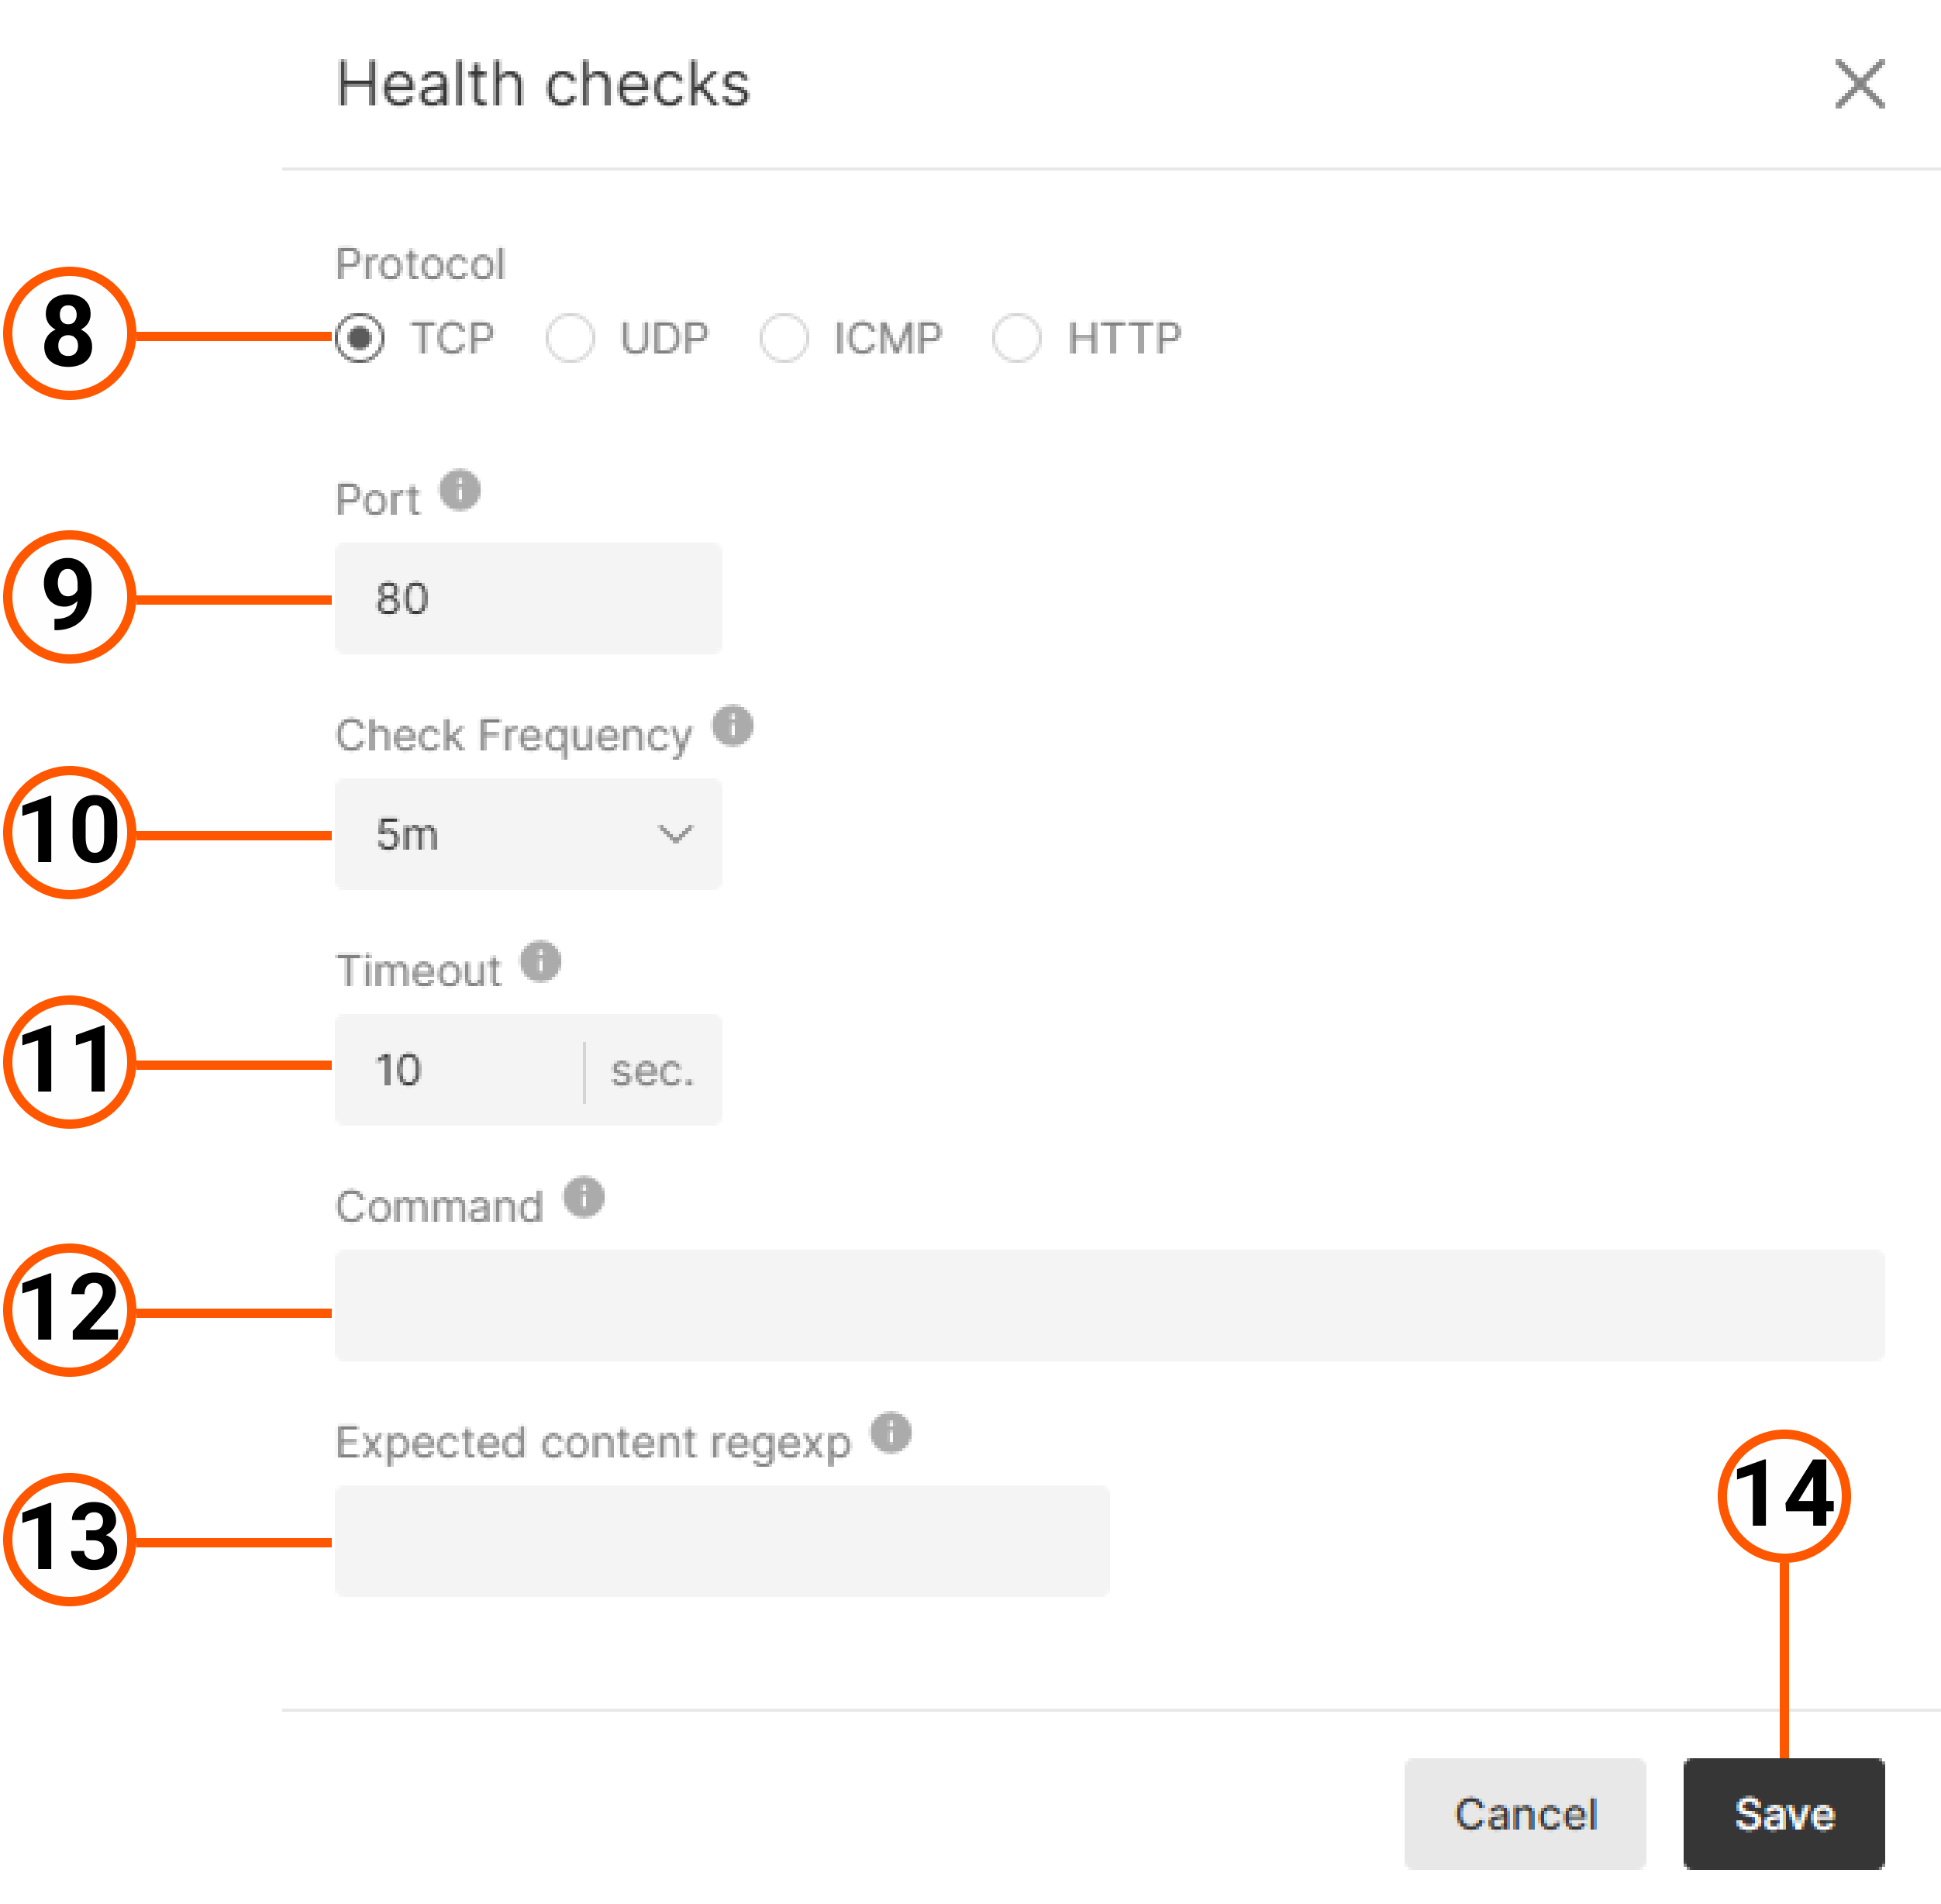 Health checks
Protocol
8
TCP UDP ICMP HTTP
Port
9
80
Check Frequency
10
5m
Timeout
11
10 sec.
Command
12
Expected content regexp
13
14
Cancel Save